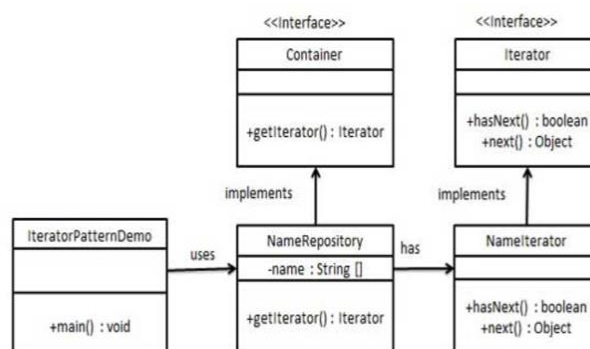 <<Interface>>
Container
+getIterator() : Iterator
<<Interface>>
Iterator
+hasNext() : boolean
+next() : Object
implements
implements
IteratorPatternDemo
+main() : void
uses
NameRepository
-name : String []
+getIterator() : Iterator
has
NameIterator
+hasNext() : boolean
+next() : Object